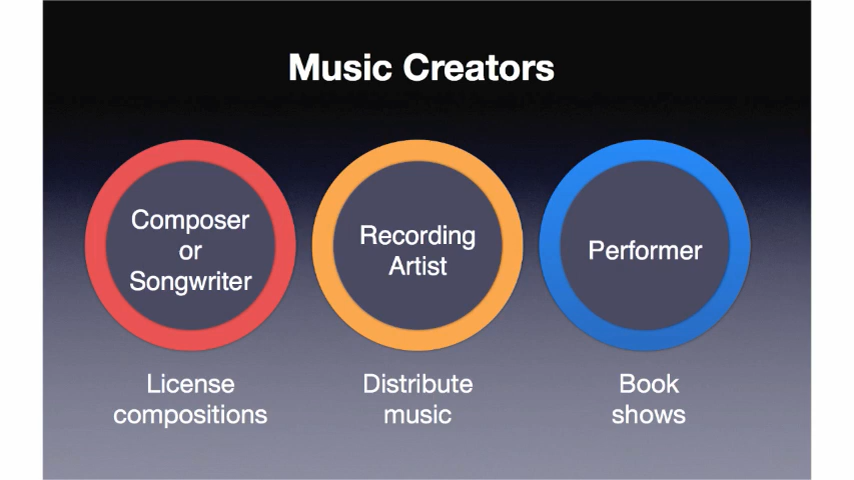 Music Creators
Composer
or
Songwriter
Recording
Artist
Performer
License
compositions
Distribute
music
Book
shows